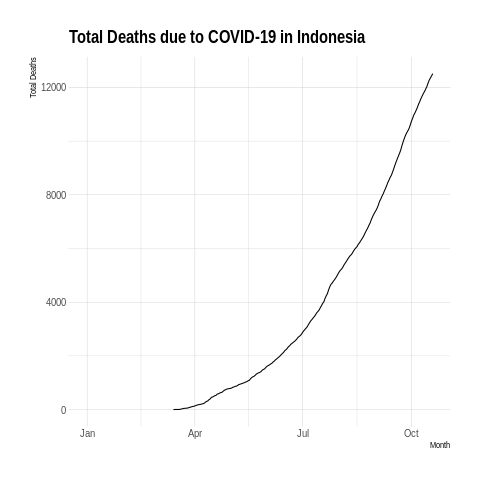 Total Deaths due to COVID-19 in Indonesia
Total Deaths
12000
8000
4000
0
Jan Apr Jul Oct
Month